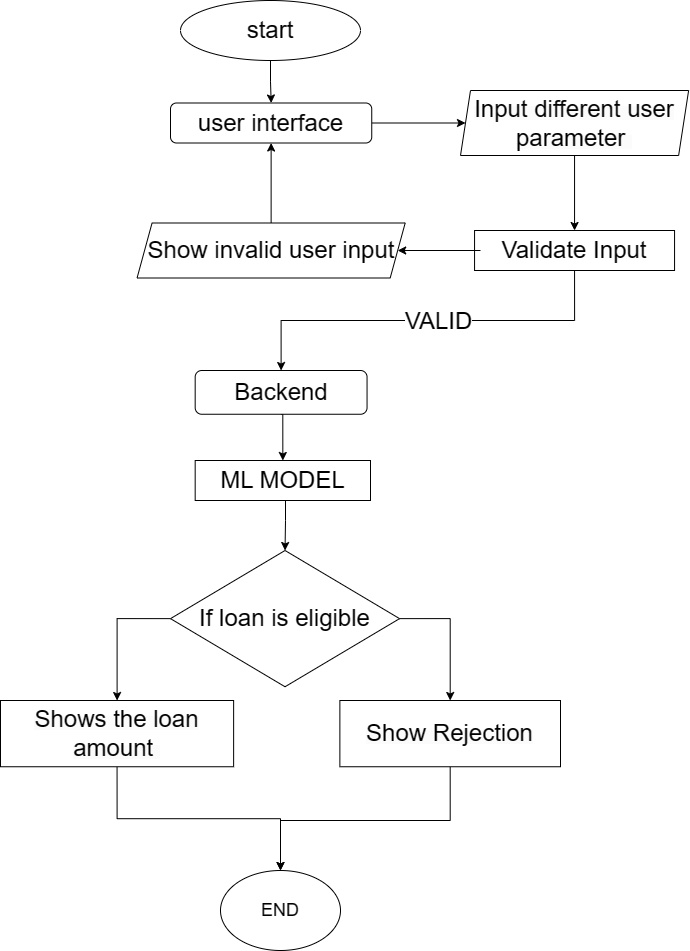 start
user interface
Input different user
parameter
Show invalid user input
Validate Input
VALID
Backend
ML MODEL
If loan is eligible
Shows the loan
amount
Show Rejection
END